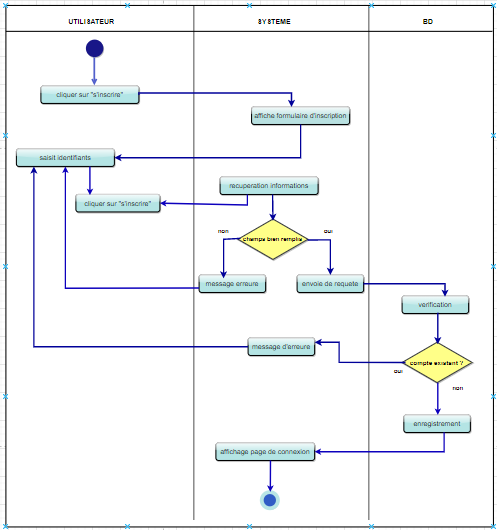 UTILISATEUR
SYSTEME
BD
cliquer sur "s'inscrire"
affiche formulaire d'inscription
saisit identifiants
recuperation informations
cliquer sur "s'inscrire"
non
champs bien remplis
oui
message erreure
envoie de requete
verification
message d'erreure
compte existant ?
oui
non
enregistrement
affichage page de connexion